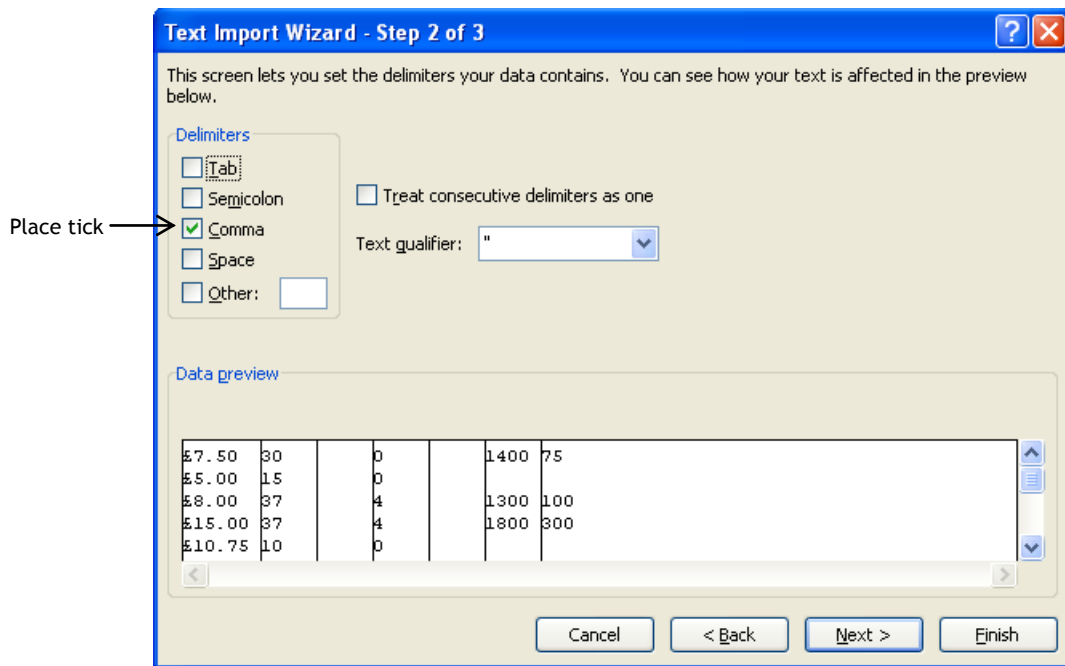 Text Import Wizard - Step 2 of 3
This screen lets you set the delimiters your data contains. You can see how your text is affected in the preview
below.
Delimiters
Tab
Semicolon
Treat consecutive delimiters as one
Place tick
Comma
Text qualifier: "
Space
Other:
Data preview
£7.50 30 0 1400 75
£5.00 15 0
£8.00 37 4 1300 100
£15.00 37 4 1800 300
£10.75 10 0
Cancel < Back Next > Finish